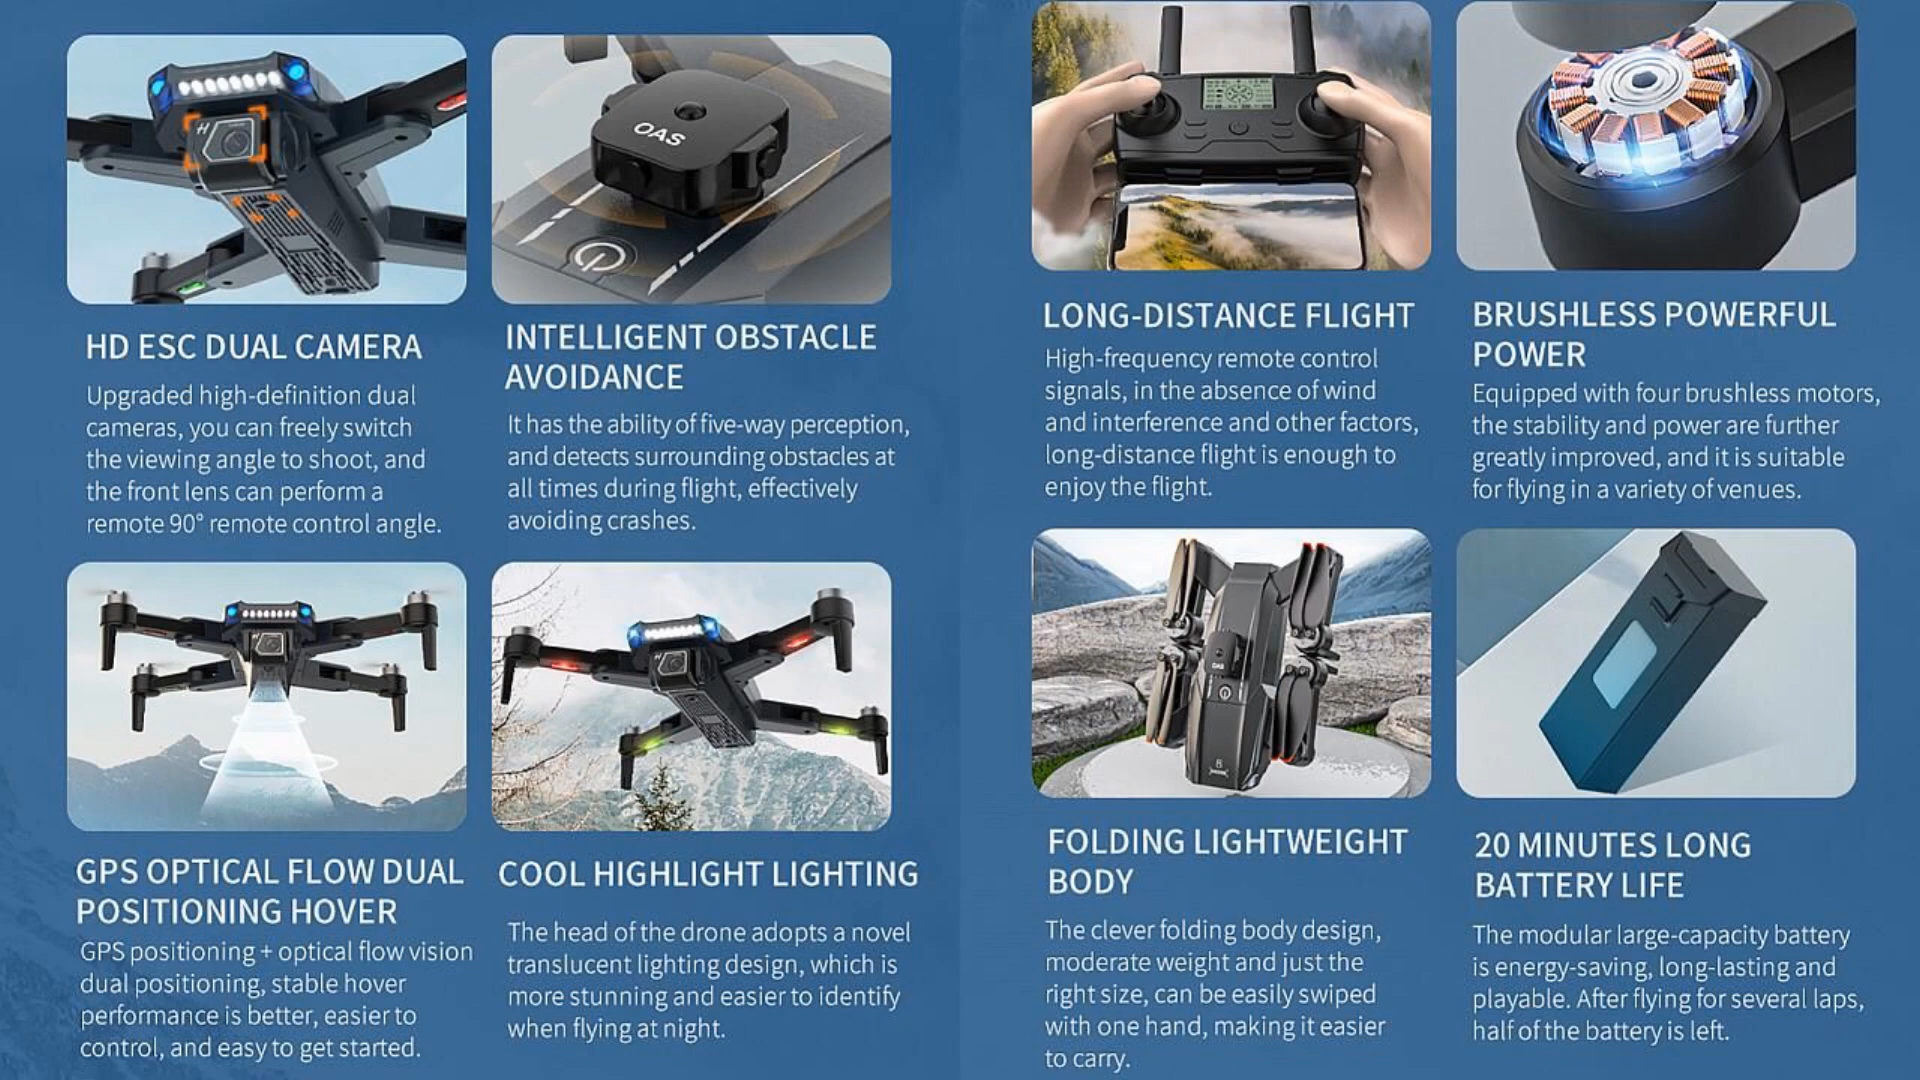 HD ESC DUAL CAMERA
Upgraded high-definition dual
cameras, you can freely switch
the viewing angle to shoot, and
the front lens can perform a
remote 90° remote control angle.
OAS
INTELLIGENT OBSTACLE
AVOIDANCE
It has the ability of five-way perception,
and detects surrounding obstacles at
all times during flight, effectively
avoiding crashes.
LONG-DISTANCE FLIGHT
High-frequency remote control
signals, in the absence of wind
and interference and other factors,
long-distance flight is enough to
enjoy the flight.
BRUSHLESS POWERFUL
POWER
Equipped with four brushless motors,
the stability and power are further
greatly improved, and it is suitable
for flying in a variety of venues.
GPS OPTICAL FLOW DUAL
POSITIONING HOVER
GPS positioning + optical flow vision
dual positioning, stable hover
performance is better, easier to
control, and easy to get started.
COOL HIGHLIGHT LIGHTING
The head of the drone adopts a novel
translucent lighting design, which is
more stunning and easier to identify
when flying at night.
OAS
FOLDING LIGHTWEIGHT
BODY
The clever folding body design,
moderate weight and just the
right size, can be easily swiped
with one hand, making it easier
to carry.
20 MINUTES LONG
BATTERY LIFE
The modular large-capacity battery
is energy-saving, long-lasting and
playable. After flying for several laps,
half of the battery is left.